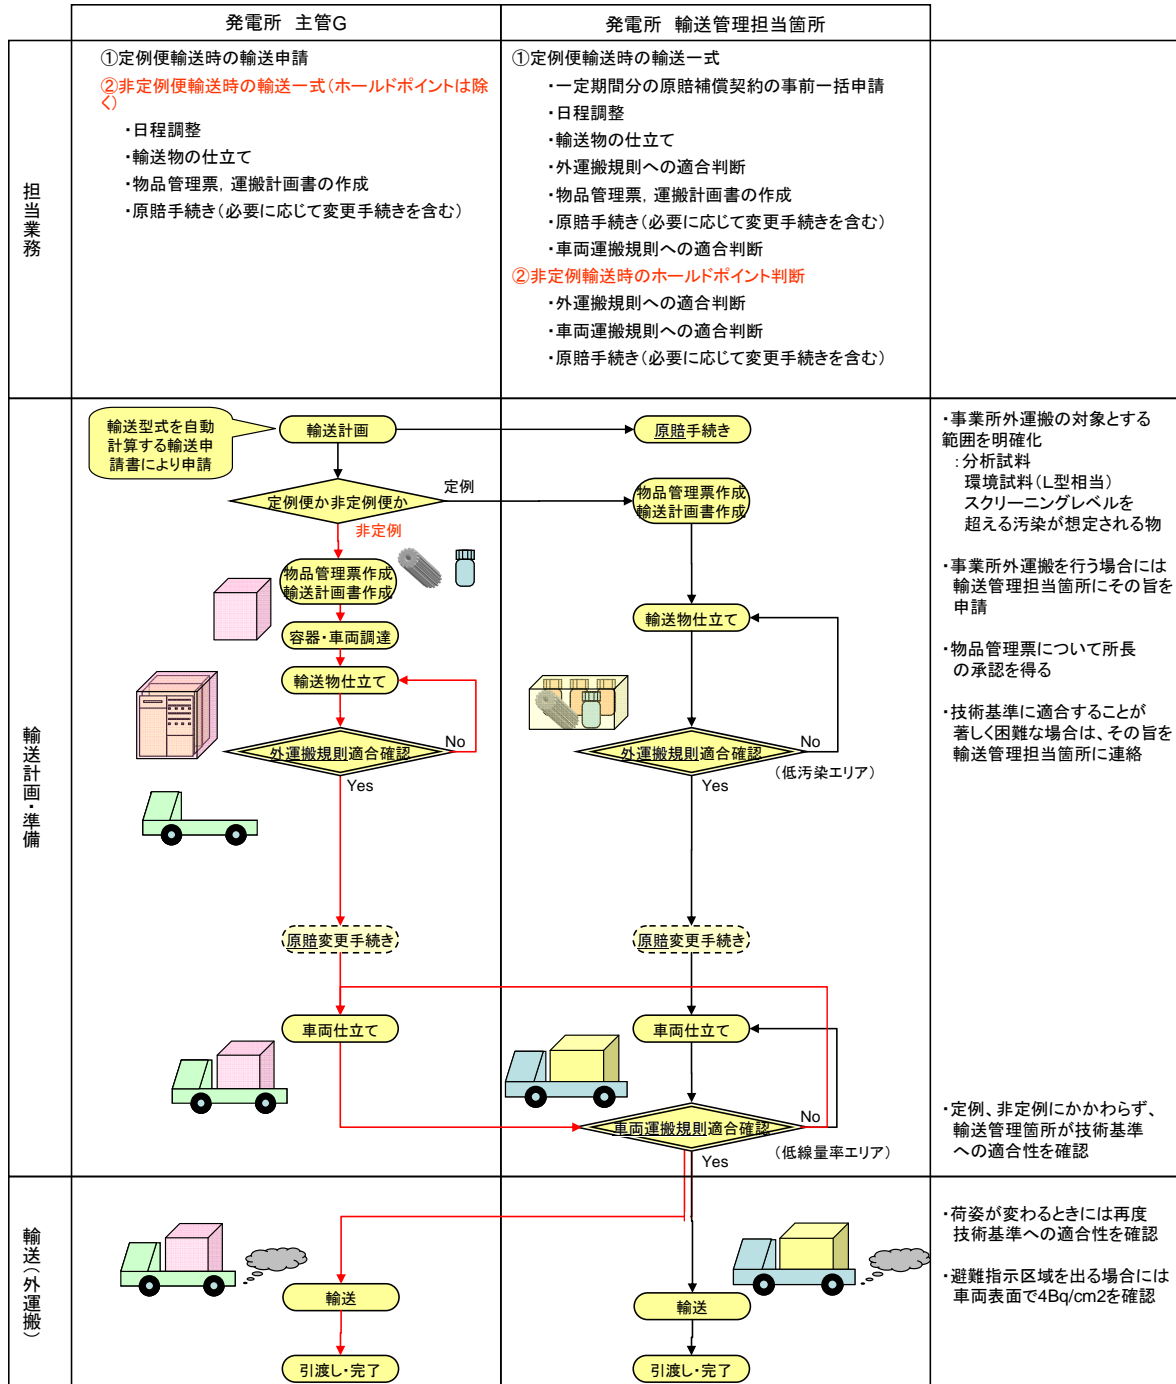 発電所 主管G
発電所 輸送管理担当箇所
担当業務
①定例便輸送時の輸送申請
②非定例便輸送時の輸送一式(ホールドポイントは除
く)
・日程調整
・輸送物の仕立て
・物品管理票，運搬計画書の作成
・原賠手続き(必要に応じて変更手続きを含む)
①定例便輸送時の輸送一式
・一定期間分の原賠補償契約の事前一括申請
・日程調整
・輸送物の仕立て
・外運搬規則への適合判断
・物品管理票，運搬計画書の作成
・原賠手続き(必要に応じて変更手続きを含む)
・車両運搬規則への適合判断
②非定例輸送時のホールドポイント判断
・外運搬規則への適合判断
・車両運搬規則への適合判断
・原賠手続き(必要に応じて変更手続きを含む)
輸送計画・準備
輸送型式を自動
計算する輸送申
請書により申請
輸送計画
原賠手続き
定例便か非定例便か
定例
非定例
物品管理票作成
輸送計画書作成
物品管理票作成
輸送計画書作成
容器・車両調達
輸送物仕立て
輸送物仕立て
外運搬規則適合確認
No
Yes
外運搬規則適合確認
No
(低汚染エリア)
Yes
原賠変更手続き
原賠変更手続き
車両仕立て
車両仕立て
車両運搬規則適合確認
No
(低線量率エリア)
Yes
・事業所外運搬の対象とする
範囲を明確化
：分析試料
環境試料(L型相当)
スクリーニングレベルを
超える汚染が想定される物
・事業所外運搬を行う場合には
輸送管理担当箇所にその旨を
申請
・物品管理票について所長
の承認を得る
・技術基準に適合することが
著しく困難な場合は、その旨を
輸送管理担当箇所に連絡
・定例、非定例にかかわらず、
輸送管理箇所が技術基準
への適合性を確認
輸送(外運搬)
輸送
引渡し・完了
輸送
引渡し・完了
・荷姿が変わるときには再度
技術基準への適合性を確認
・避難指示区域を出る場合には
車両表面で4Bq/cm2を確認